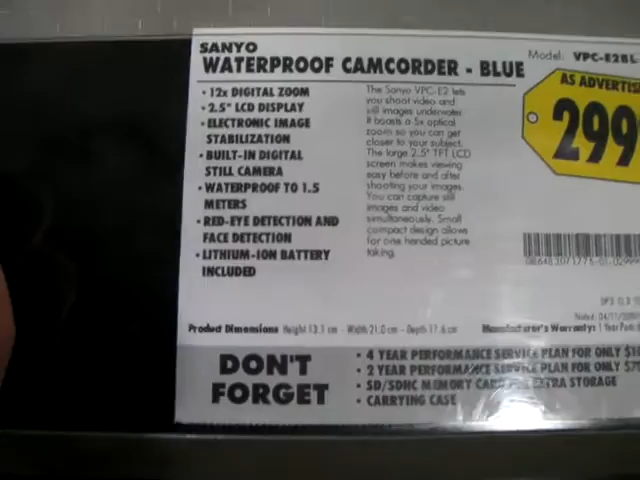 SANYO
WATERPROOF CAMCORDER - BLUE
Model: VPC-E2BL
• 12x DIGITAL ZOOM
• 2.5" LCD DISPLAY
• ELECTRONIC IMAGE
STABILIZATION
• BUILT-IN DIGITAL
STILL CAMERA
• WATERPROOF TO 1.5
METERS
• RED-EYE DETECTION AND
FACE DETECTION
• LITHIUM-ION BATTERY
INCLUDED
The Sanyo VPC-E2 lets
you shoot video and
still images underwater.
It boasts a 5x optical
zoom so you can get
closer to your subject.
The large 2.5" TFT LCD
screen makes viewing
easy before and after
shooting your images.
You can capture still
images and video
simultaneously. Small
compact design allows
for one handed picture
taking.
AS ADVERTIS
299
Product Dimensions Height 13.1 cm - Width 21.0 cm - Depth 17.6 cm
Manufacturer's Warranty: 1 Year Parts
DON'T
FORGET
• 4 YEAR PERFORMANCE SERVICE PLAN FOR ONLY
• 2 YEAR PERFORMANCE SERVICE PLAN FOR ONLY
• SD/SDHC MEMORY CARD FOR EXTRA STORAGE
• CARRYING CASE